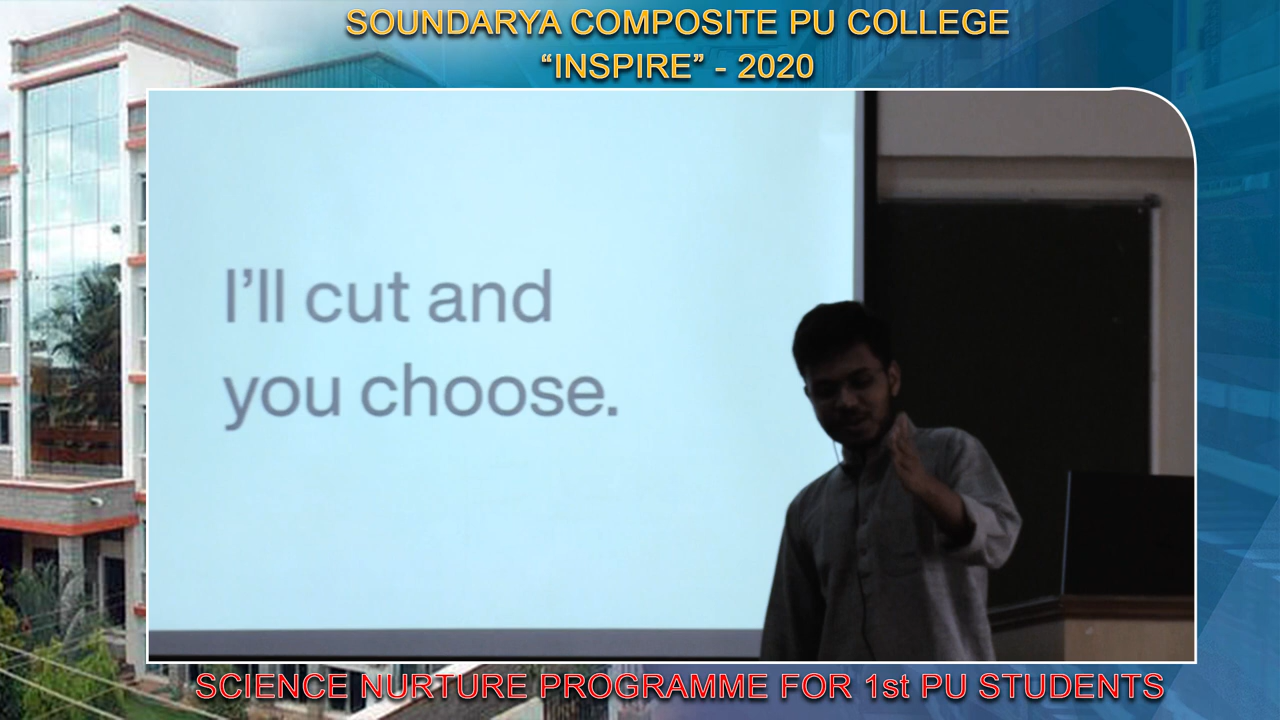 SOUNDARYA COMPOSITE PU COLLEGE
“INSPIRE” - 2020
I’ll cut and
you choose.
SCIENCE NURTURE PROGRAMME FOR 1st PU STUDENTS